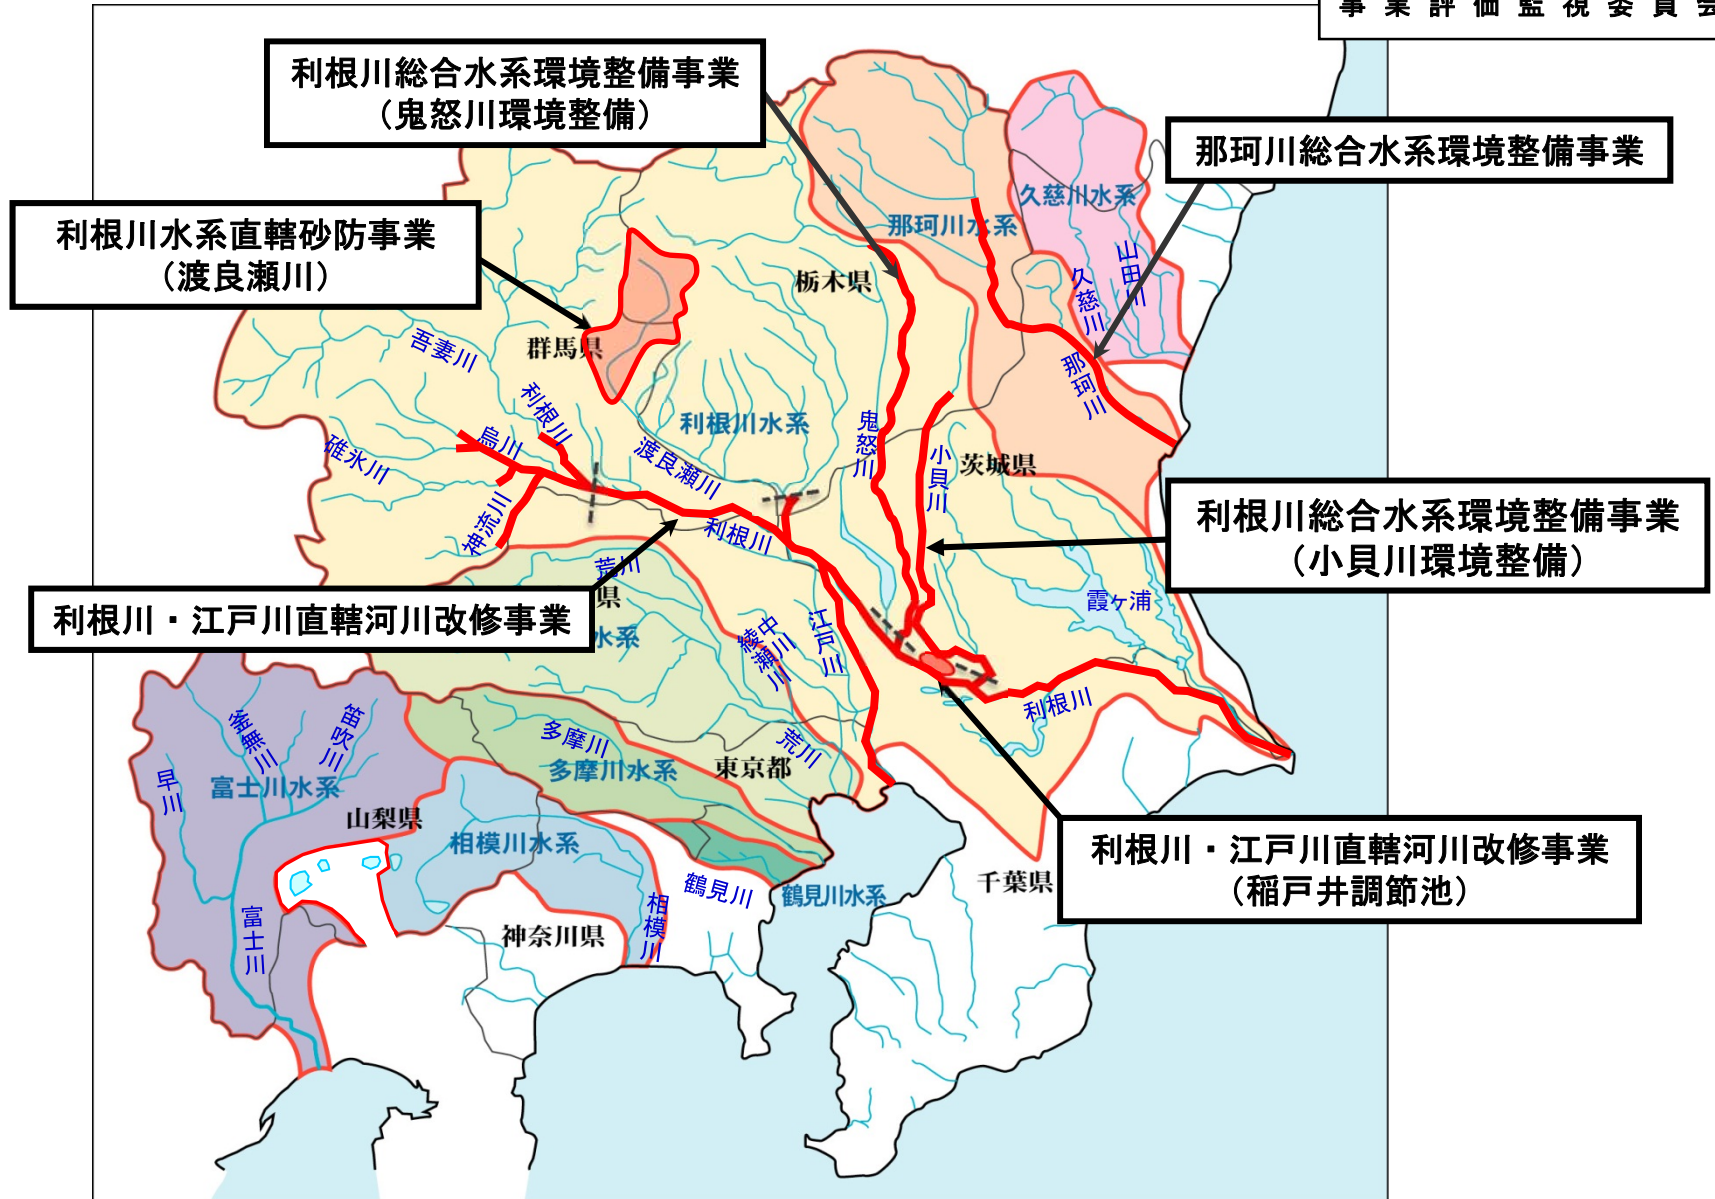 事業評価監視委員会
利根川総合水系環境整備事業
（鬼怒川環境整備）
那珂川総合水系環境整備事業
久慈川水系
那珂川水系
利根川水系直轄砂防事業
（渡良瀬川）
山田川
久慈川
栃木県
吾妻川
群馬県
那珂川
利根川
利根川水系
鬼怒川
烏川
碓氷川
渡良瀬川
小貝川
茨城県
神流川
利根川
利根川総合水系環境整備事業
（小貝川環境整備）
荒川
県
霞ヶ浦
利根川・江戸川直轄河川改修事業
水系
綾瀬川
中川
江戸川
利根川
釜無川
笛吹川
多摩川
荒川
早川
富士川水系
多摩川水系
東京都
山梨県
相模川水系
利根川・江戸川直轄河川改修事業
（稲戸井調節池）
千葉県
鶴見川
鶴見川水系
相模川
富士川
神奈川県